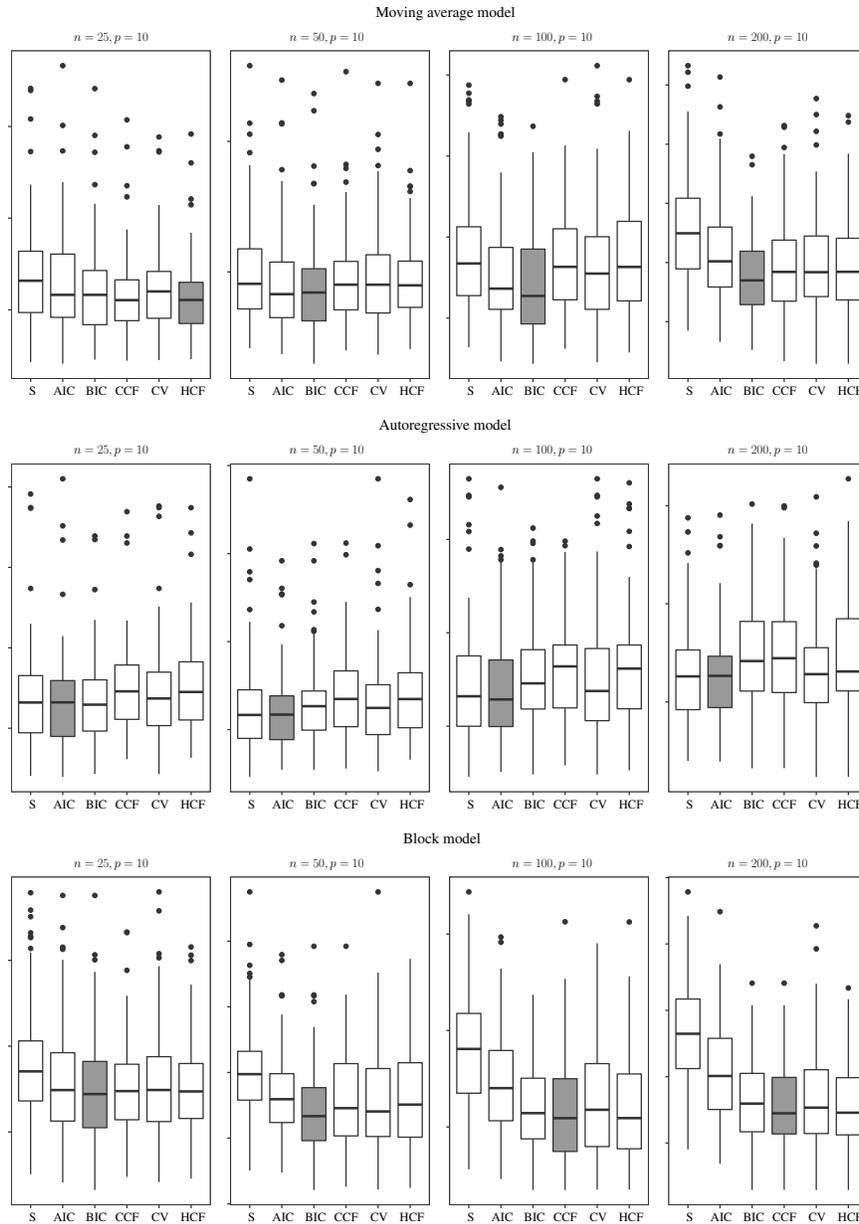 Moving average model
n = 25, p = 10 n = 50, p = 10 n = 100, p = 10 n = 200, p = 10
S AIC BIC CCF CV HCF S AIC BIC CCF CV HCF S AIC BIC CCF CV HCF S AIC BIC CCF CV HCF
Autoregressive model
n = 25, p = 10 n = 50, p = 10 n = 100, p = 10 n = 200, p = 10
S AIC BIC CCF CV HCF S AIC BIC CCF CV HCF S AIC BIC CCF CV HCF S AIC BIC CCF CV HCF
Block model
n = 25, p = 10 n = 50, p = 10 n = 100, p = 10 n = 200, p = 10
S AIC BIC CCF CV HCF S AIC BIC CCF CV HCF S AIC BIC CCF CV HCF S AIC BIC CCF CV HCF